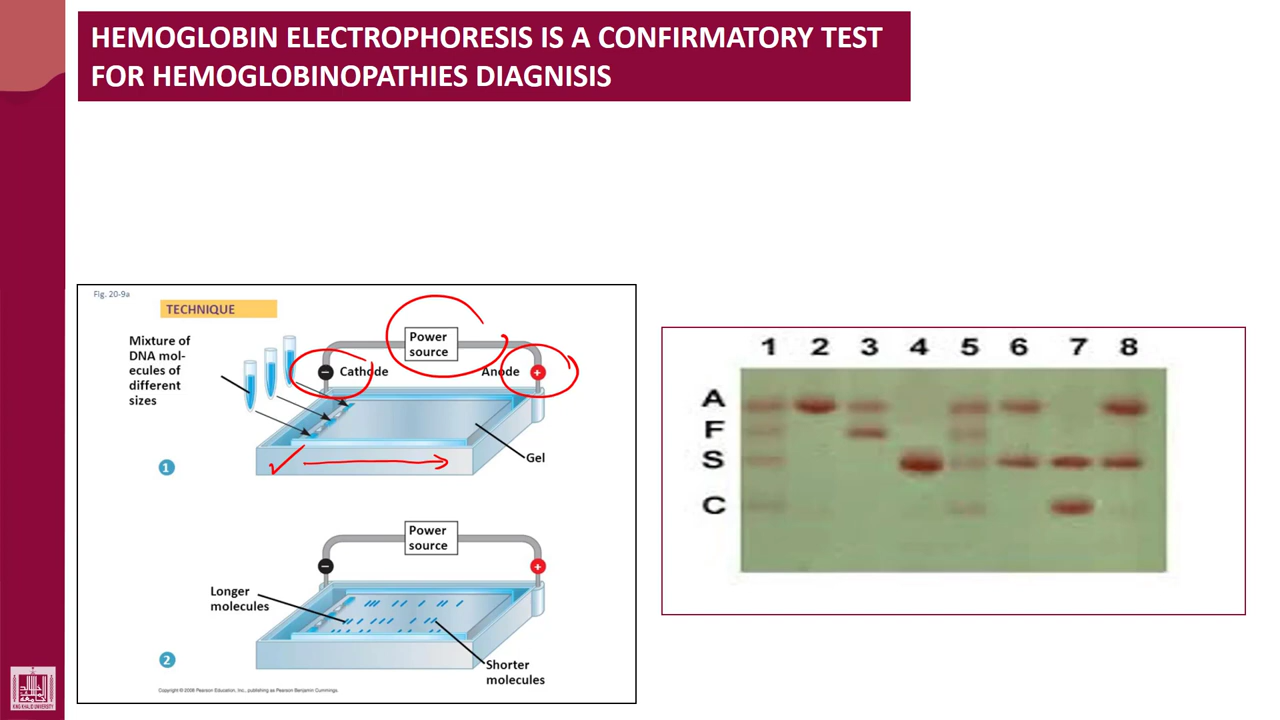 HEMOGLOBIN ELECTROPHORESIS IS A CONFIRMATORY TEST
FOR HEMOGLOBINOPATHIES DIAGNISIS
Fig. 20-9a
TECHNIQUE
Mixture of
DNA mol-
ecules of
different
sizes
Power
source
− Cathode
Anode +
Gel
1
Power
source
− +
Longer
molecules
Shorter
molecules
2
Copyright © 2008 Pearson Education, Inc., publishing as Pearson Benjamin Cummings.
1 2 3 4 5 6 7 8
A
F
S
C
KING KHALID UNIVERSITY